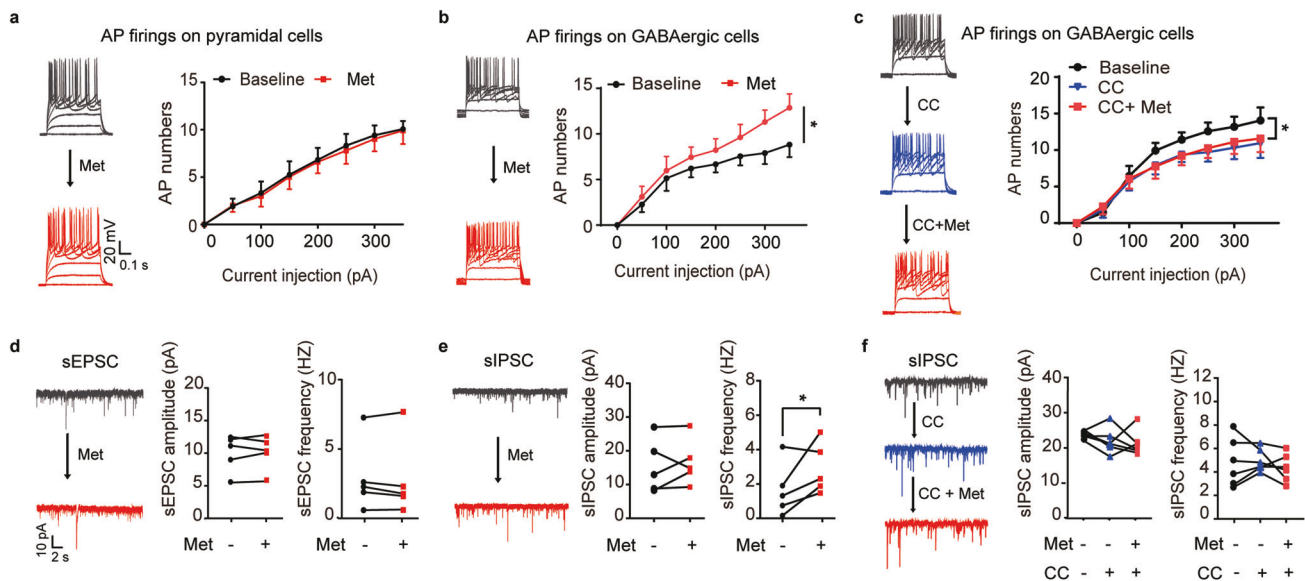 a
AP firings on pyramidal cells
Met
20 mV
0.1 s
AP numbers
15
10
5
0
Baseline
Met
0
100
200
300
Current injection (pA)
b
AP firings on GABAergic cells
Met
AP numbers
15
10
5
0
Baseline
Met
*
0
100
200
300
Current injection (pA)
c
AP firings on GABAergic cells
CC
CC+Met
AP numbers
20
15
10
5
0
Baseline
CC
CC+ Met
*
0
100
200
300
Current injection (pA)
d
sEPSC
Met
10 pA
2 s
sEPSC amplitude (pA)
20
15
10
5
0
Met - +
sEPSC frequency (HZ)
10
5
0
Met - +
e
sIPSC
Met
sIPSC amplitude (pA)
40
30
20
10
0
Met - +
sIPSC frequency (HZ)
8
6
4
2
0
*
Met - +
f
sIPSC
CC
CC + Met
sIPSC amplitude (pA)
40
30
20
10
0
Met - - +
CC - + +
sIPSC frequency (HZ)
12
10
8
6
4
2
0
Met - - +
CC - + +